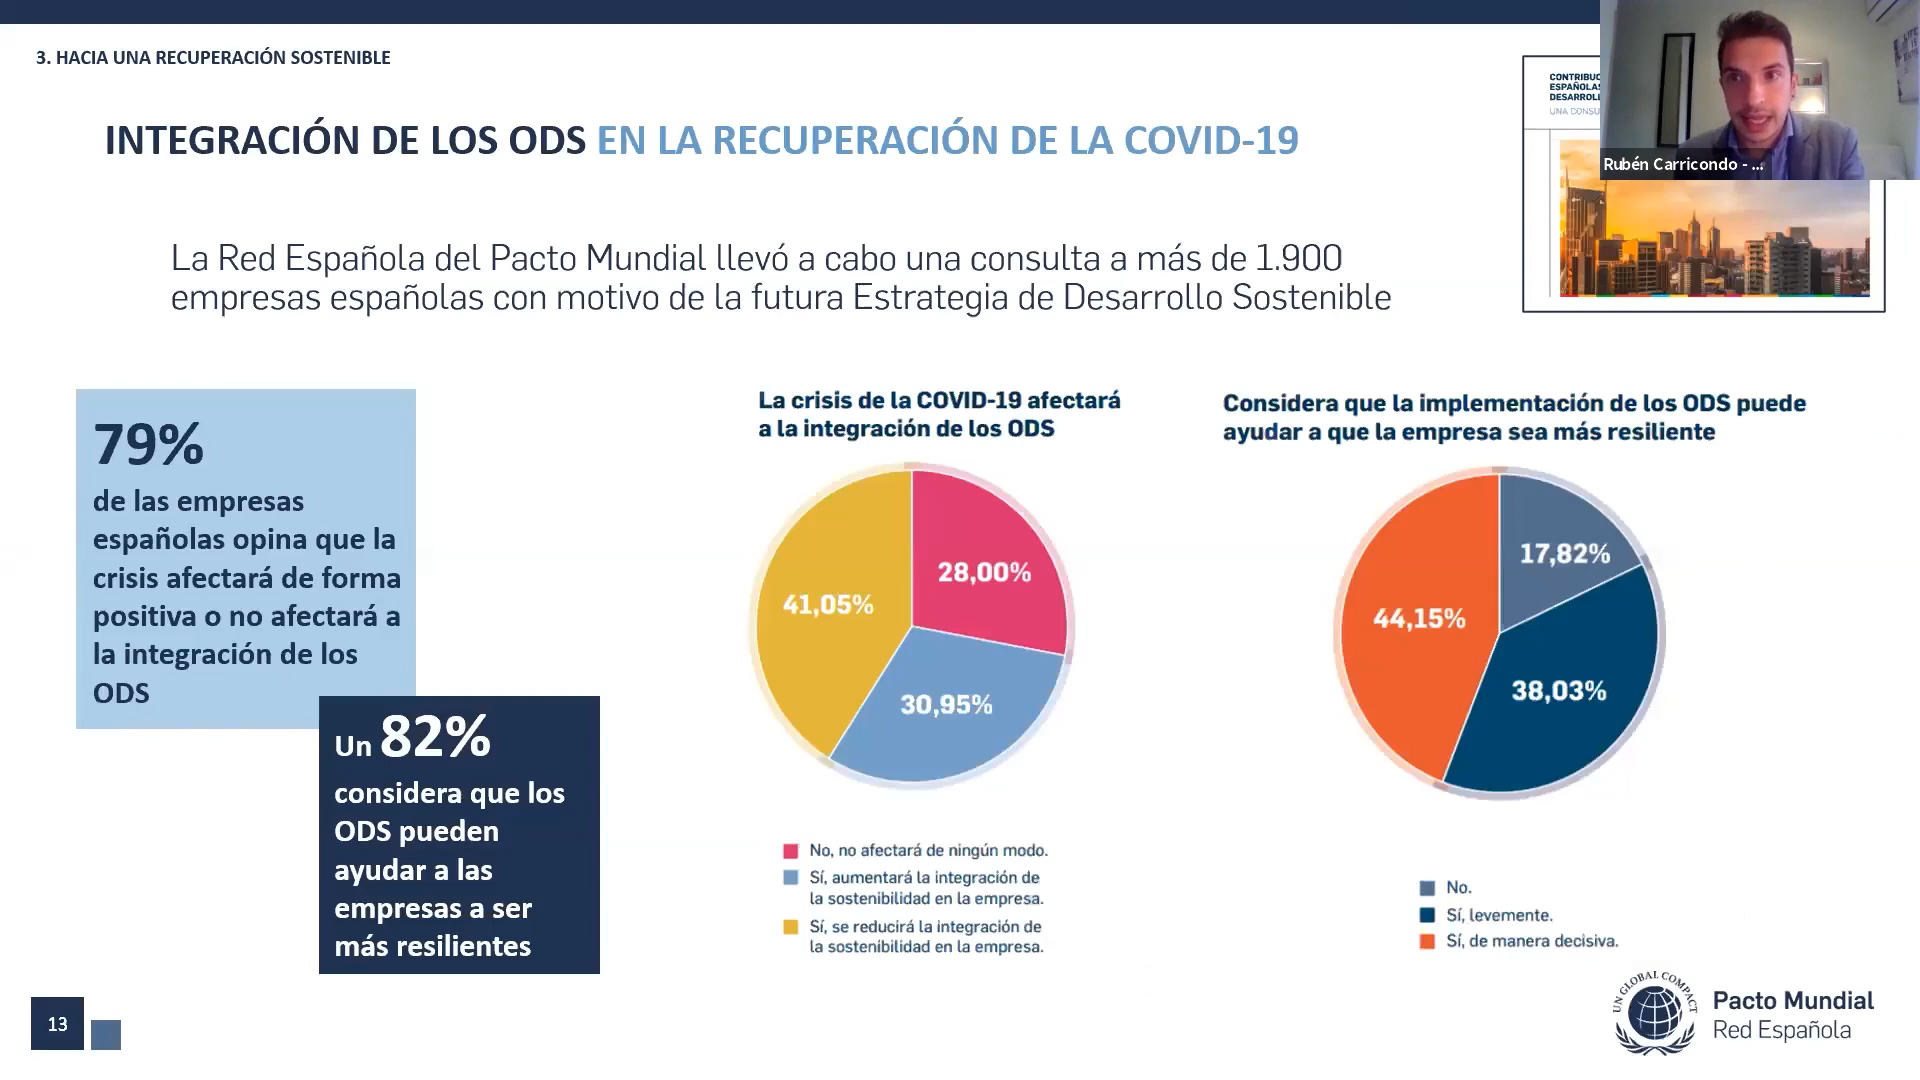 3. HACIA UNA RECUPERACIÓN SOSTENIBLE
INTEGRACIÓN DE LOS ODS EN LA RECUPERACIÓN DE LA COVID-19
CONTRIBUC
ESPAÑOLAS
DESARROLL
UNA CONSU
Rubén Carricondo - ...
La Red Española del Pacto Mundial llevó a cabo una consulta a más de 1.900
empresas españolas con motivo de la futura Estrategia de Desarrollo Sostenible
79%
de las empresas
españolas opina que la
crisis afectará de forma
positiva o no afectará a
la integración de los
ODS
Un 82%
considera que los
ODS pueden
ayudar a las
empresas a ser
más resilientes
La crisis de la COVID-19 afectará
a la integración de los ODS
28,00%
41,05%
30,95%
No, no afectará de ningún modo.
Sí, aumentará la integración de
la sostenibilidad en la empresa.
Sí, se reducirá la integración de
la sostenibilidad en la empresa.
Considera que la implementación de los ODS puede
ayudar a que la empresa sea más resiliente
17,82%
44,15%
38,03%
No.
Sí, levemente.
Sí, de manera decisiva.
13
UN GLOBAL COMPACT
Pacto Mundial
Red Española